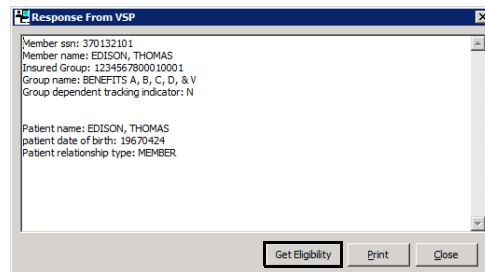 Response From VSP
Member ssn: 370132101
Member name: EDISON, THOMAS
Insured Group: 1234567800010001
Group name: BENEFITS A, B, C, D, & V
Group dependent tracking indicator: N
Patient name: EDISON, THOMAS
patient date of birth: 19670424
Patient relationship type: MEMBER
Get Eligibility Print Close